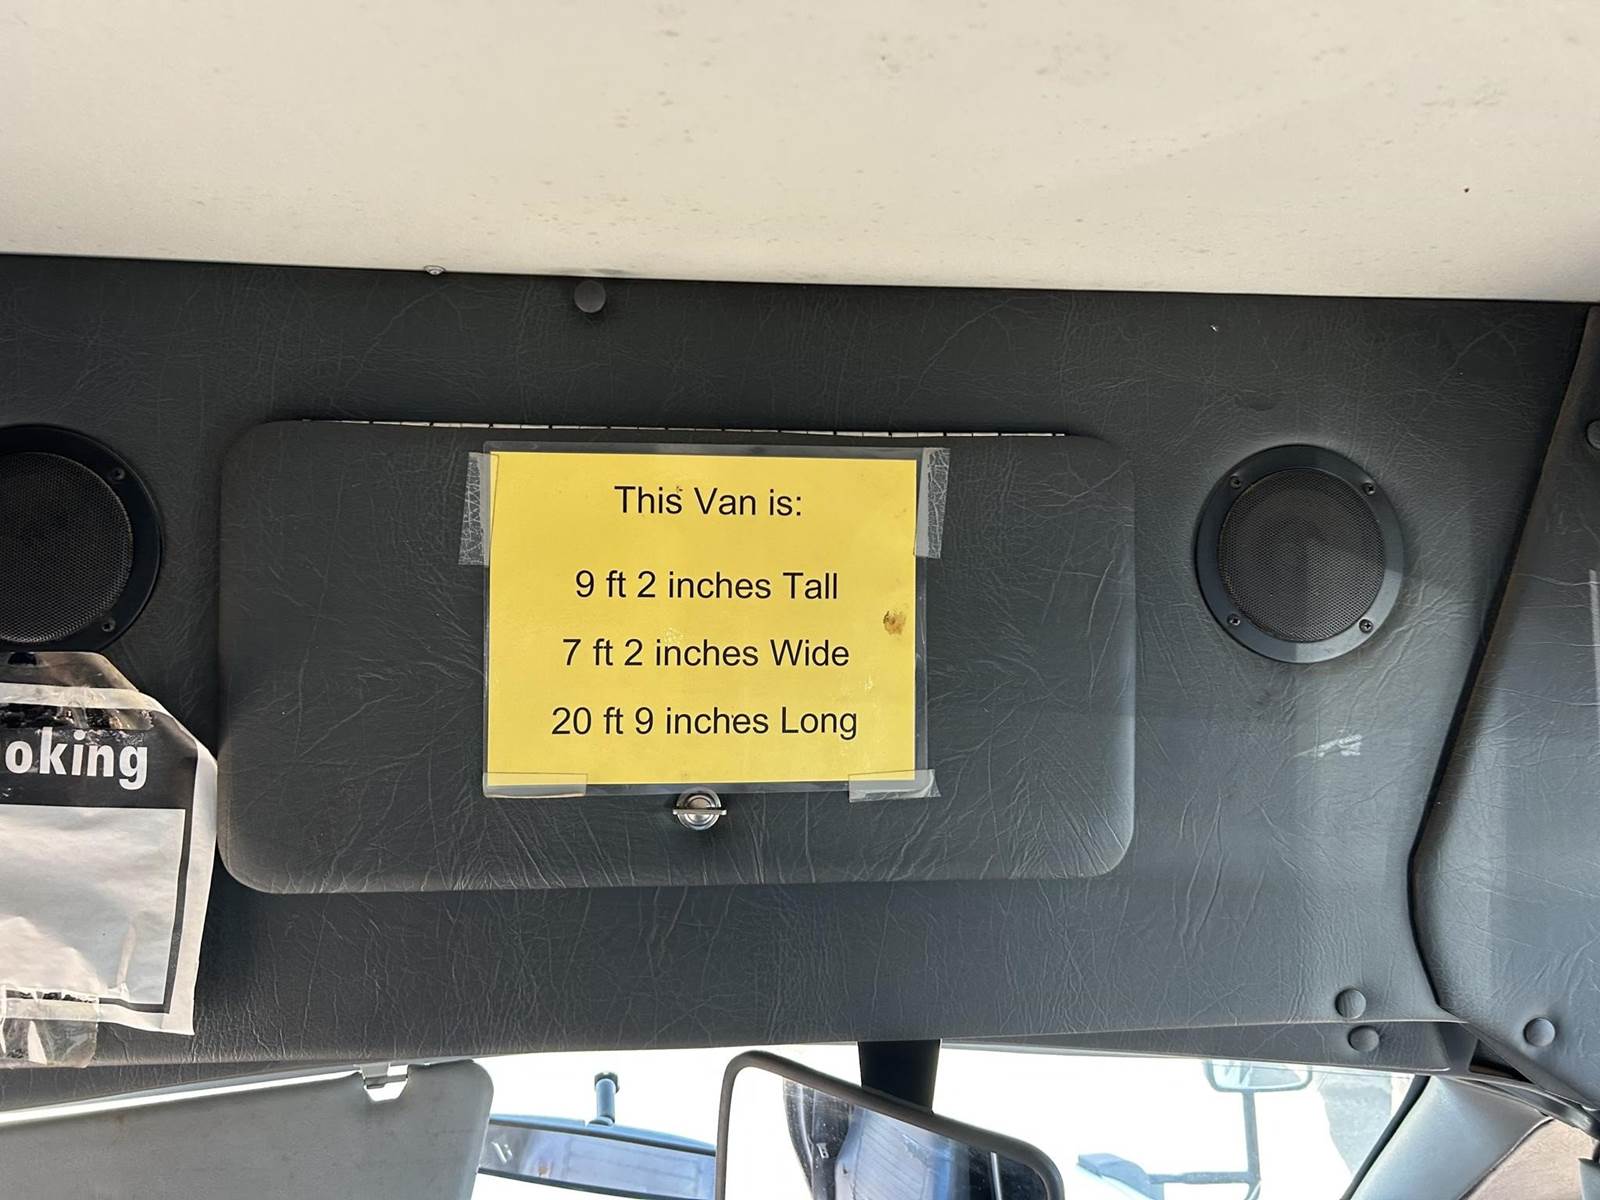 This Van is:
9 ft 2 inches Tall
7 ft 2 inches Wide
20 ft 9 inches Long
oking